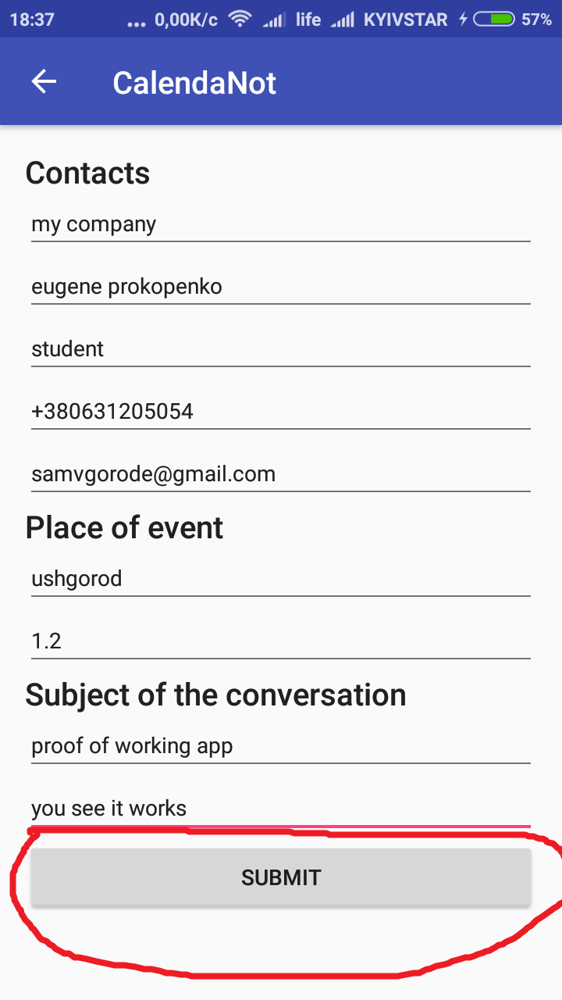 18:37 ... 0,00K/c life KYIVSTAR 57%
CalendaNot
Contacts
my company
eugene prokopenko
student
+380631205054
samvgorode@gmail.com
Place of event
ushgorod
1.2
Subject of the conversation
proof of working app
you see it works
SUBMIT